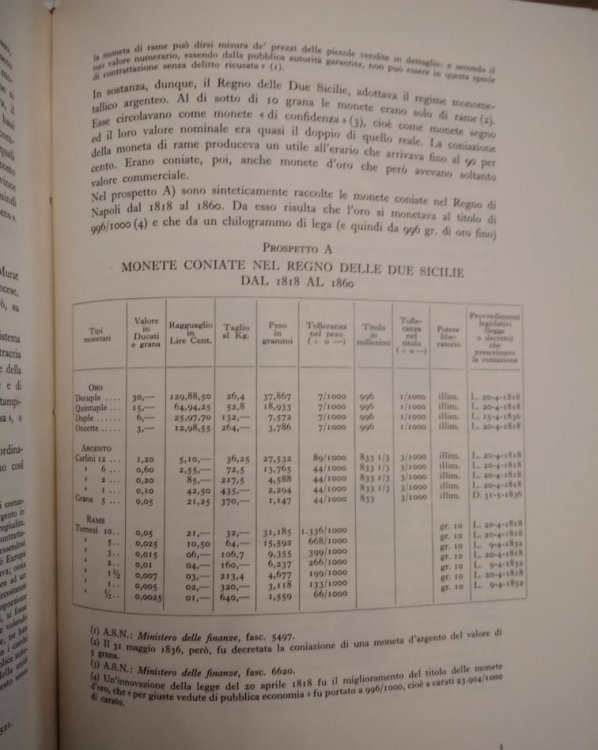 la moneta di rame può dirsi misura de' prezzi delle piccole vendite in dettaglio; e secondo il
suo valore numerario, essendo dalla pubblica autorità garantita, non può essere in questa specie
di contrattazione senza delitto ricusata » (1).
In sostanza, dunque, il Regno delle Due Sicilie, adottava il regime monome-
tallico argenteo. Al di sotto di 10 grana le monete erano solo di rame (2).
Esse circolavano come monete « di confidenza » (3), cioè come monete segno
ed il loro valore nominale era quasi il doppio di quello reale. La coniazione
della moneta di rame produceva un utile all'erario che arrivava fino al 90 per
cento. Erano coniate, poi, anche monete d'oro che però avevano soltanto
valore commerciale.
Nel prospetto A) sono sinteticamente raccolte le monete coniate nel Regno di
Napoli dal 1818 al 1860. Da esso risulta che l'oro si monetava al titolo di
996/1000 (4) e che da un chilogrammo di lega (e quindi da 996 gr. di oro fino)
PROSPETTO A
MONETE CONIATE NEL REGNO DELLE DUE SICILIE
DAL 1818 AL 1860
Tipi monetari | Valore in Ducati e grana | Ragguaglio in Lire Cent. | Taglio al Kg. | Peso in grammi | Tolleranza nel peso (+ o —) | Titolo in millesimi | Tolleranza nel titolo (+ o —) | Potere liberatorio | Provvedimenti legislativi (legge o decreto) che prescrissero la coniazione
ORO
Decuple . . 30,— 129,88,50 26,4 37,867 7/1000 996 1/1000 illim. L. 20-4-1818
Quintuple . . 15,— 64,94,25 52,8 18,933 7/1000 996 1/1000 illim. L. 20-4-1818
Duple . . . . 6,— 25,97,70 132,— 7,572 7/1000 996 1/1000 illim. L. 15-4-1836
Oncette . . 3,— 12,98,55 264,— 3,786 7/1000 996 1/1000 illim. L. 20-4-1818
ARGENTO
Carlini 12 . . . 1,20 5,10,— 36,25 27,532 89/1000 833 1/3 3/1000 illim. L. 20-4-1818
» 6 . . . 0,60 2,55,— 72,5 13,765 44/1000 833 1/3 3/1000 illim. L. 20-4-1818
» 2 . . . 0,20 85,— 217,5 4,588 44/1000 833 1/3 3/1000 illim. L. 20-4-1818
» 1 . . . 0,10 42,50 435,— 2,294 44/1000 833 1/3 3/1000 illim. L. 20-4-1818
Grana 5 . . . 0,05 21,25 370,— 1,147 44/1000 833 3/1000 illim. D. 31-5-1836
RAME
Tornesi 10 . . 0,05 21,— 32,— 31,185 1.336/1000 gr. 10 L. 20-4-1818
» 5 . . 0,025 10,50 64,— 15,592 668/1000 gr. 10 L. 20-4-1818
» 3 . . 0,015 06,— 106,7 9,355 399/1000 gr. 10 L. 9-4-1832
» 2 . . 0,01 04,— 160,— 6,237 266/1000 gr. 10 L. 9-4-1832
» 1 ½ 0,007 03,— 213,4 4,677 199/1000 gr. 10 L. 20-4-1818
» 1 . . 0,005 02,— 320,— 3,118 133/1000 gr. 10 L. 20-4-1818
» ½ . . 0,0025 01,— 640,— 1,559 66/1000 gr. 10 L. 9-4-1832
(1) A.S.N.: Ministero delle finanze, fasc. 5497.
(2) Il 31 maggio 1836, però, fu decretata la coniazione di una moneta d'argento del valore di
5 grana.
(3) A.S.N.: Ministero delle finanze, fasc. 6620.
(4) Un'innovazione della legge del 20 aprile 1818 fu il miglioramento del titolo delle monete
d'oro, che « per giuste vedute di pubblica economia » fu portato a 996/1000, cioè a carati 23.904/1000
di carato.